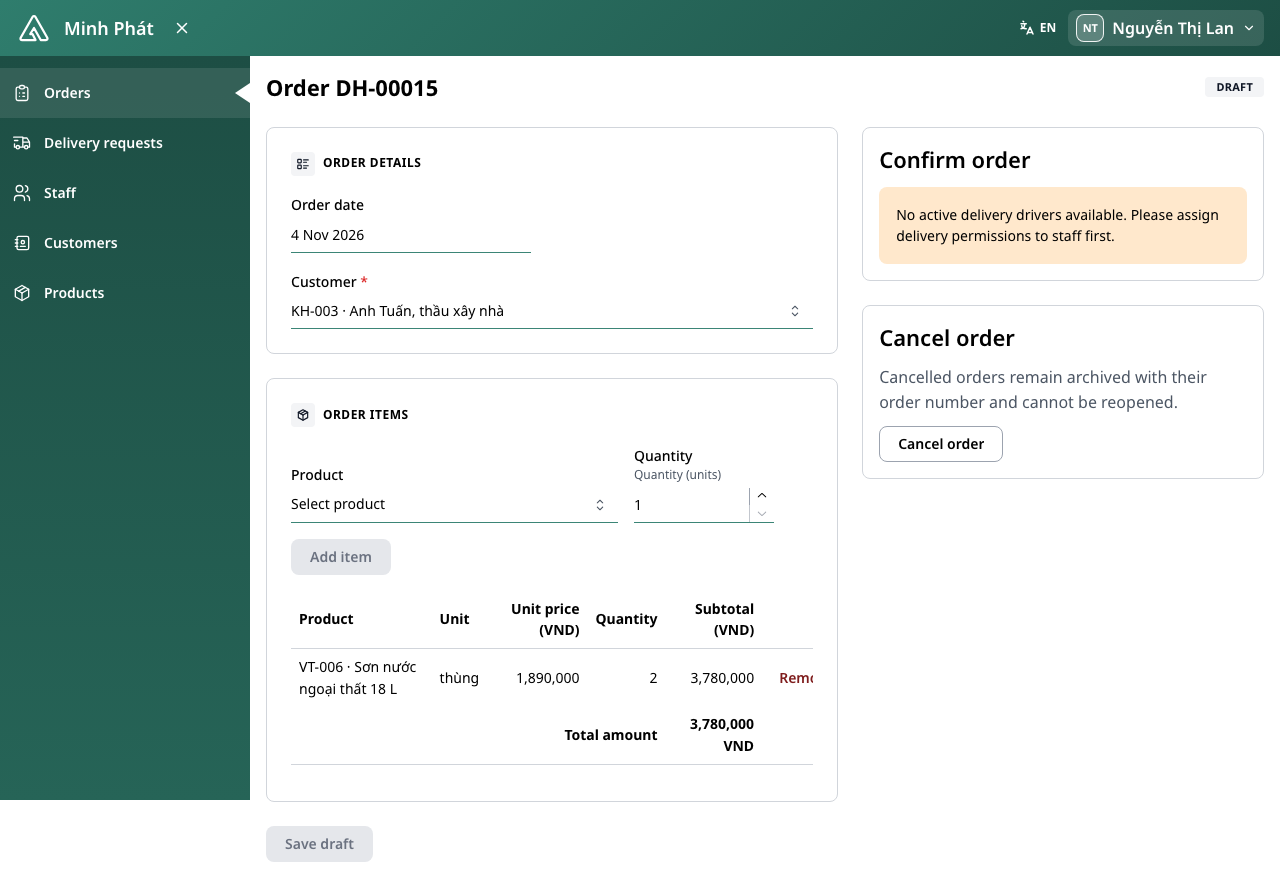 Minh Phát
EN
NT
Nguyễn Thị Lan
Orders
Delivery requests
Staff
Customers
Products
Order DH-00015
DRAFT
ORDER DETAILS
Order date
4 Nov 2026
Customer *
KH-003 · Anh Tuấn, thầu xây nhà
ORDER ITEMS
Product
Select product
Quantity
Quantity (units)
1
Add item
Product Unit Unit price (VND) Quantity Subtotal (VND)
VT-006 · Sơn nước ngoại thất 18 L thùng 1,890,000 2 3,780,000
Total amount 3,780,000 VND
Save draft
Confirm order
No active delivery drivers available. Please assign
delivery permissions to staff first.
Cancel order
Cancelled orders remain archived with their
order number and cannot be reopened.
Cancel order